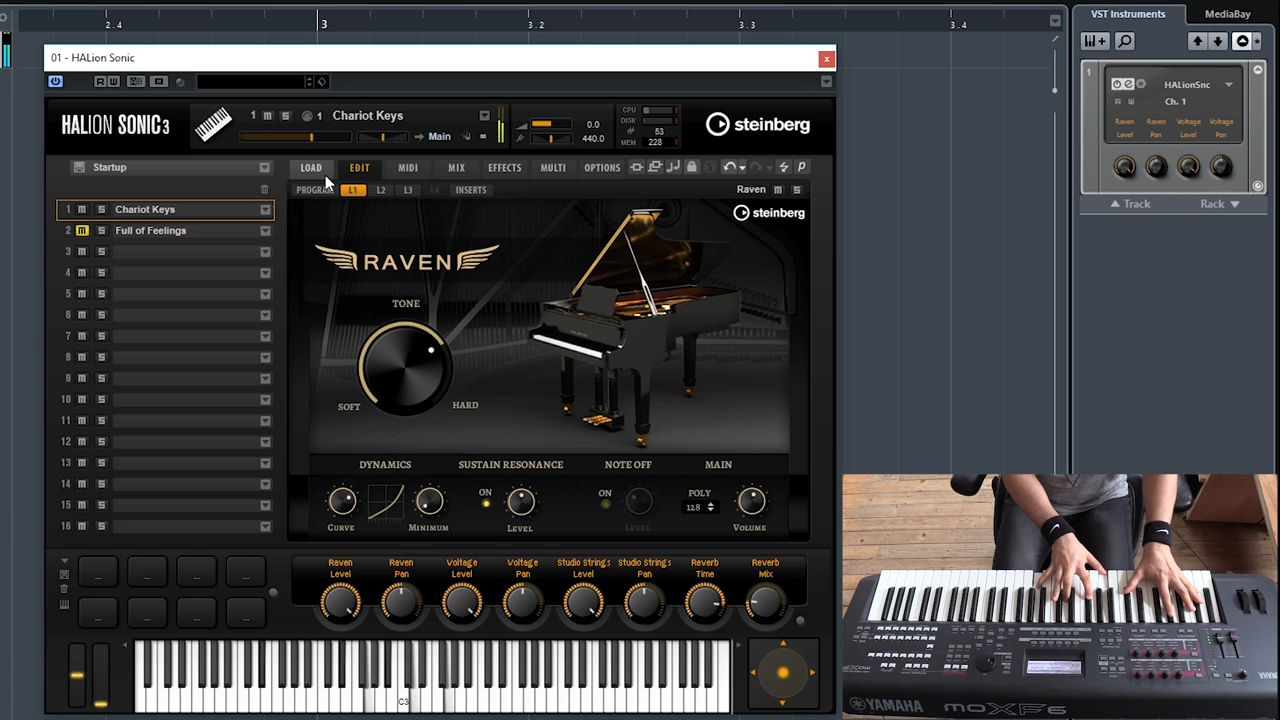 2.4 3 3.2 3.3 3.4
VST Instruments MediaBay
01 - HALion Sonic
R W
1 HALionSnc
R W Ch. 1
Raven Level Raven Pan Voltage Level Voltage Pan
Track Rack
HALION SONIC 3
1 M S 1 Chariot Keys
Main
0.0
440.0
CPU
DISK
# 53
MEM 228
steinberg
Startup
LOAD EDIT MIDI MIX EFFECTS MULTI OPTIONS
PROGRAM L1 L2 L3 L4 INSERTS
Raven M S
1 M S Chariot Keys
2 M S Full of Feelings
3 M S
4 M S
5 M S
6 M S
7 M S
8 M S
9 M S
10 M S
11 M S
12 M S
13 M S
14 M S
15 M S
16 M S
steinberg
RAVEN
TONE
SOFT HARD
DYNAMICS SUSTAIN RESONANCE NOTE OFF MAIN
ON ON POLY
128
CURVE MINIMUM LEVEL LEVEL VOLUME
Raven Level Raven Pan Voltage Level Voltage Pan Studio Strings Level Studio Strings Pan Reverb Time Reverb Mix
... ... ... ...
... ... ... ...
C3
YAMAHA MOXF6